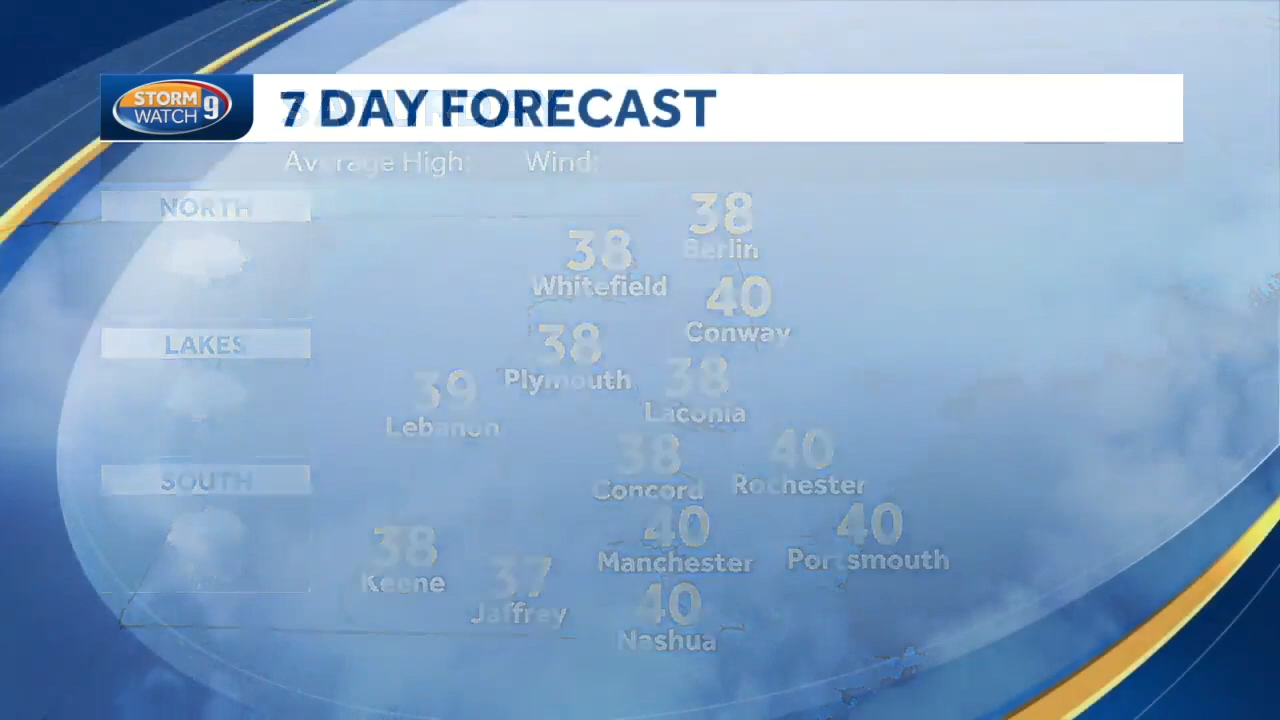 STORM
WATCH 9
7 DAY FORECAST
Average High: Wind:
NORTH
38
Berlin
38
Whitefield
40
Conway
LAKES
38
Plymouth
38
Laconia
39
Lebanon
38
Concord
40
Rochester
SOUTH
40
Manchester
40
Portsmouth
38
Keene
37
Jaffrey
40
Nashua